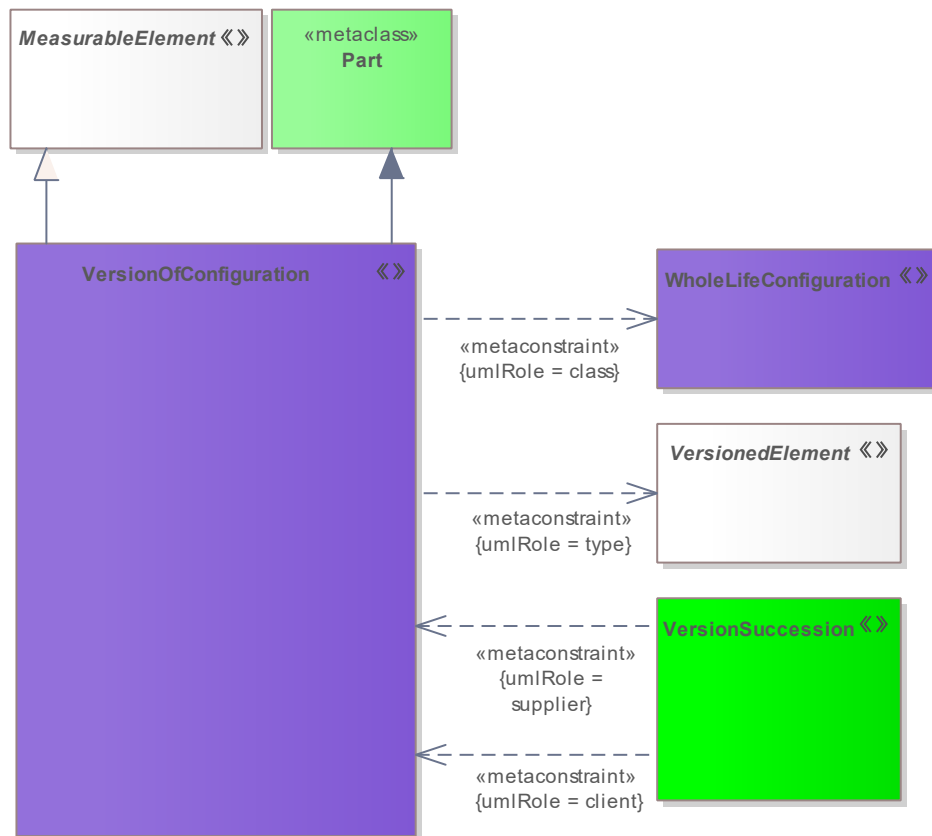 MeasurableElement «»
«metaclass»
Part
VersionOfConfiguration «»
WholeLifeConfiguration «»
«metaconstraint»
{umlRole = class}
VersionedElement «»
«metaconstraint»
{umlRole = type}
VersionSuccession «»
«metaconstraint»
{umlRole =
supplier}
«metaconstraint»
{umlRole = client}